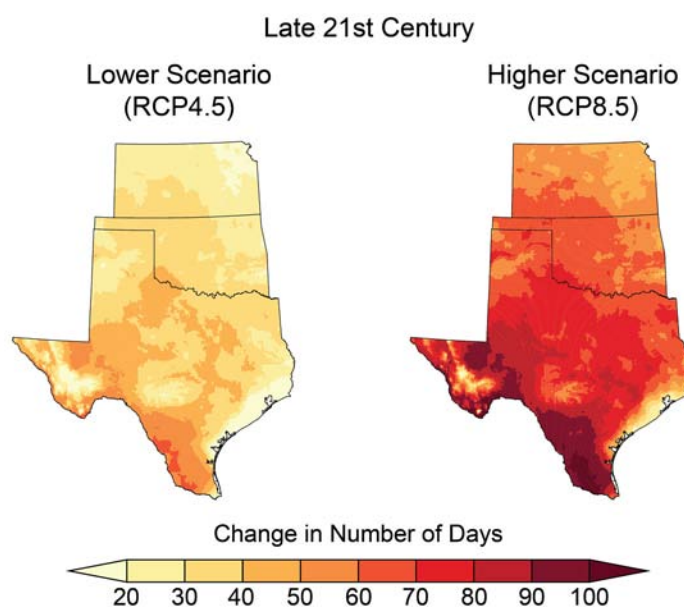 Late 21st Century
Lower Scenario
(RCP4.5)
Higher Scenario
(RCP8.5)
Change in Number of Days
20 30 40 50 60 70 80 90 100